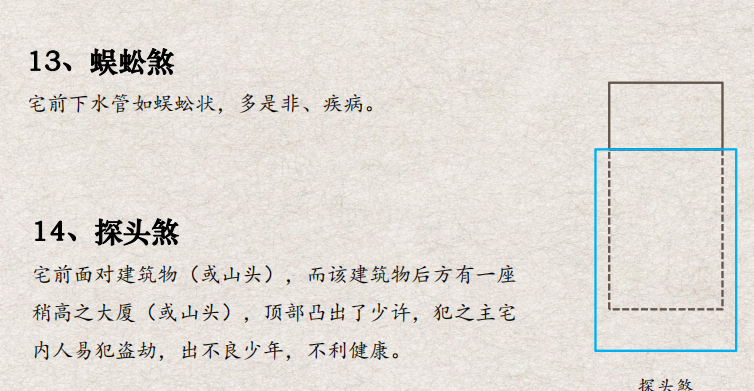 13、蜈蚣煞
宅前下水管如蜈蚣状，多是非、疾病。
14、探头煞
宅前面对建筑物（或山头），而该建筑物后方有一座
稍高之大厦（或山头），顶部凸出了少许，犯之主宅
内人易犯盗劫，出不良少年，不利健康。
探头煞